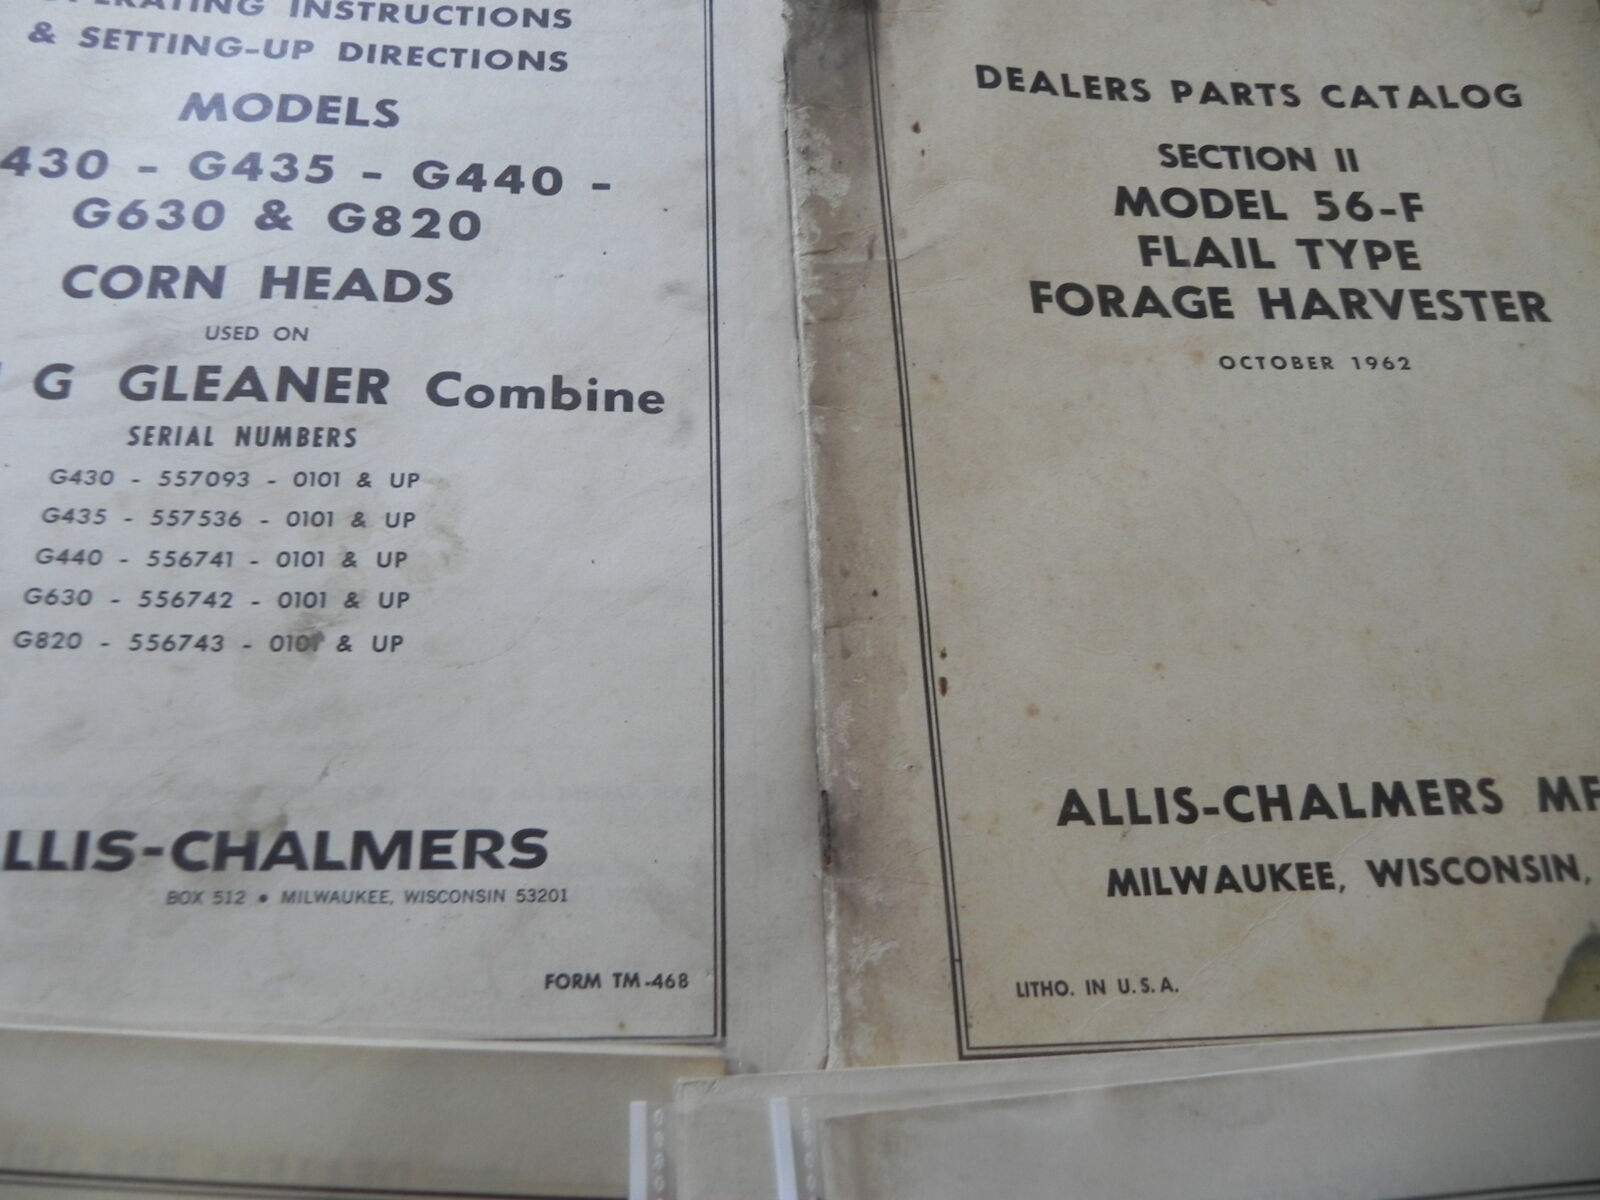 OPERATING INSTRUCTIONS
& SETTING-UP DIRECTIONS
MODELS
430 - G435 - G440 -
G630 & G820
CORN HEADS
USED ON
G GLEANER Combine
SERIAL NUMBERS
G430 - 557093 - 0101 & UP
G435 - 557536 - 0101 & UP
G440 - 556741 - 0101 & UP
G630 - 556742 - 0101 & UP
G820 - 556743 - 0101 & UP
LLIS-CHALMERS
BOX 512 • MILWAUKEE, WISCONSIN 53201
FORM TM-468
DEALERS PARTS CATALOG
SECTION II
MODEL 56-F
FLAIL TYPE
FORAGE HARVESTER
OCTOBER 1962
ALLIS-CHALMERS MF
MILWAUKEE, WISCONSIN,
LITHO. IN U.S.A.